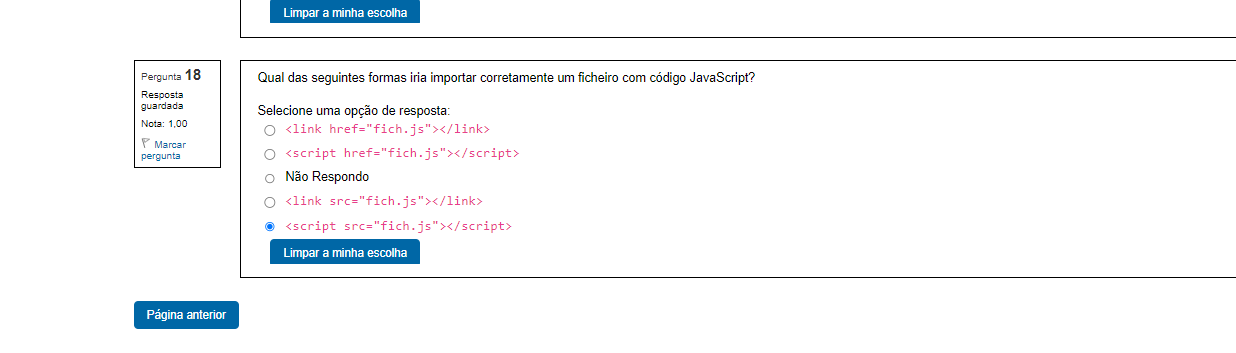 Limpar a minha escolha
Pergunta 18
Resposta
guardada
Nota: 1,00
Marcar
pergunta
Qual das seguintes formas iria importar corretamente um ficheiro com código JavaScript?
Selecione uma opção de resposta:
<link href="fich.js"></link>
<script href="fich.js"></script>
Não Respondo
<link src="fich.js"></link>
<script src="fich.js"></script>
Limpar a minha escolha
Página anterior